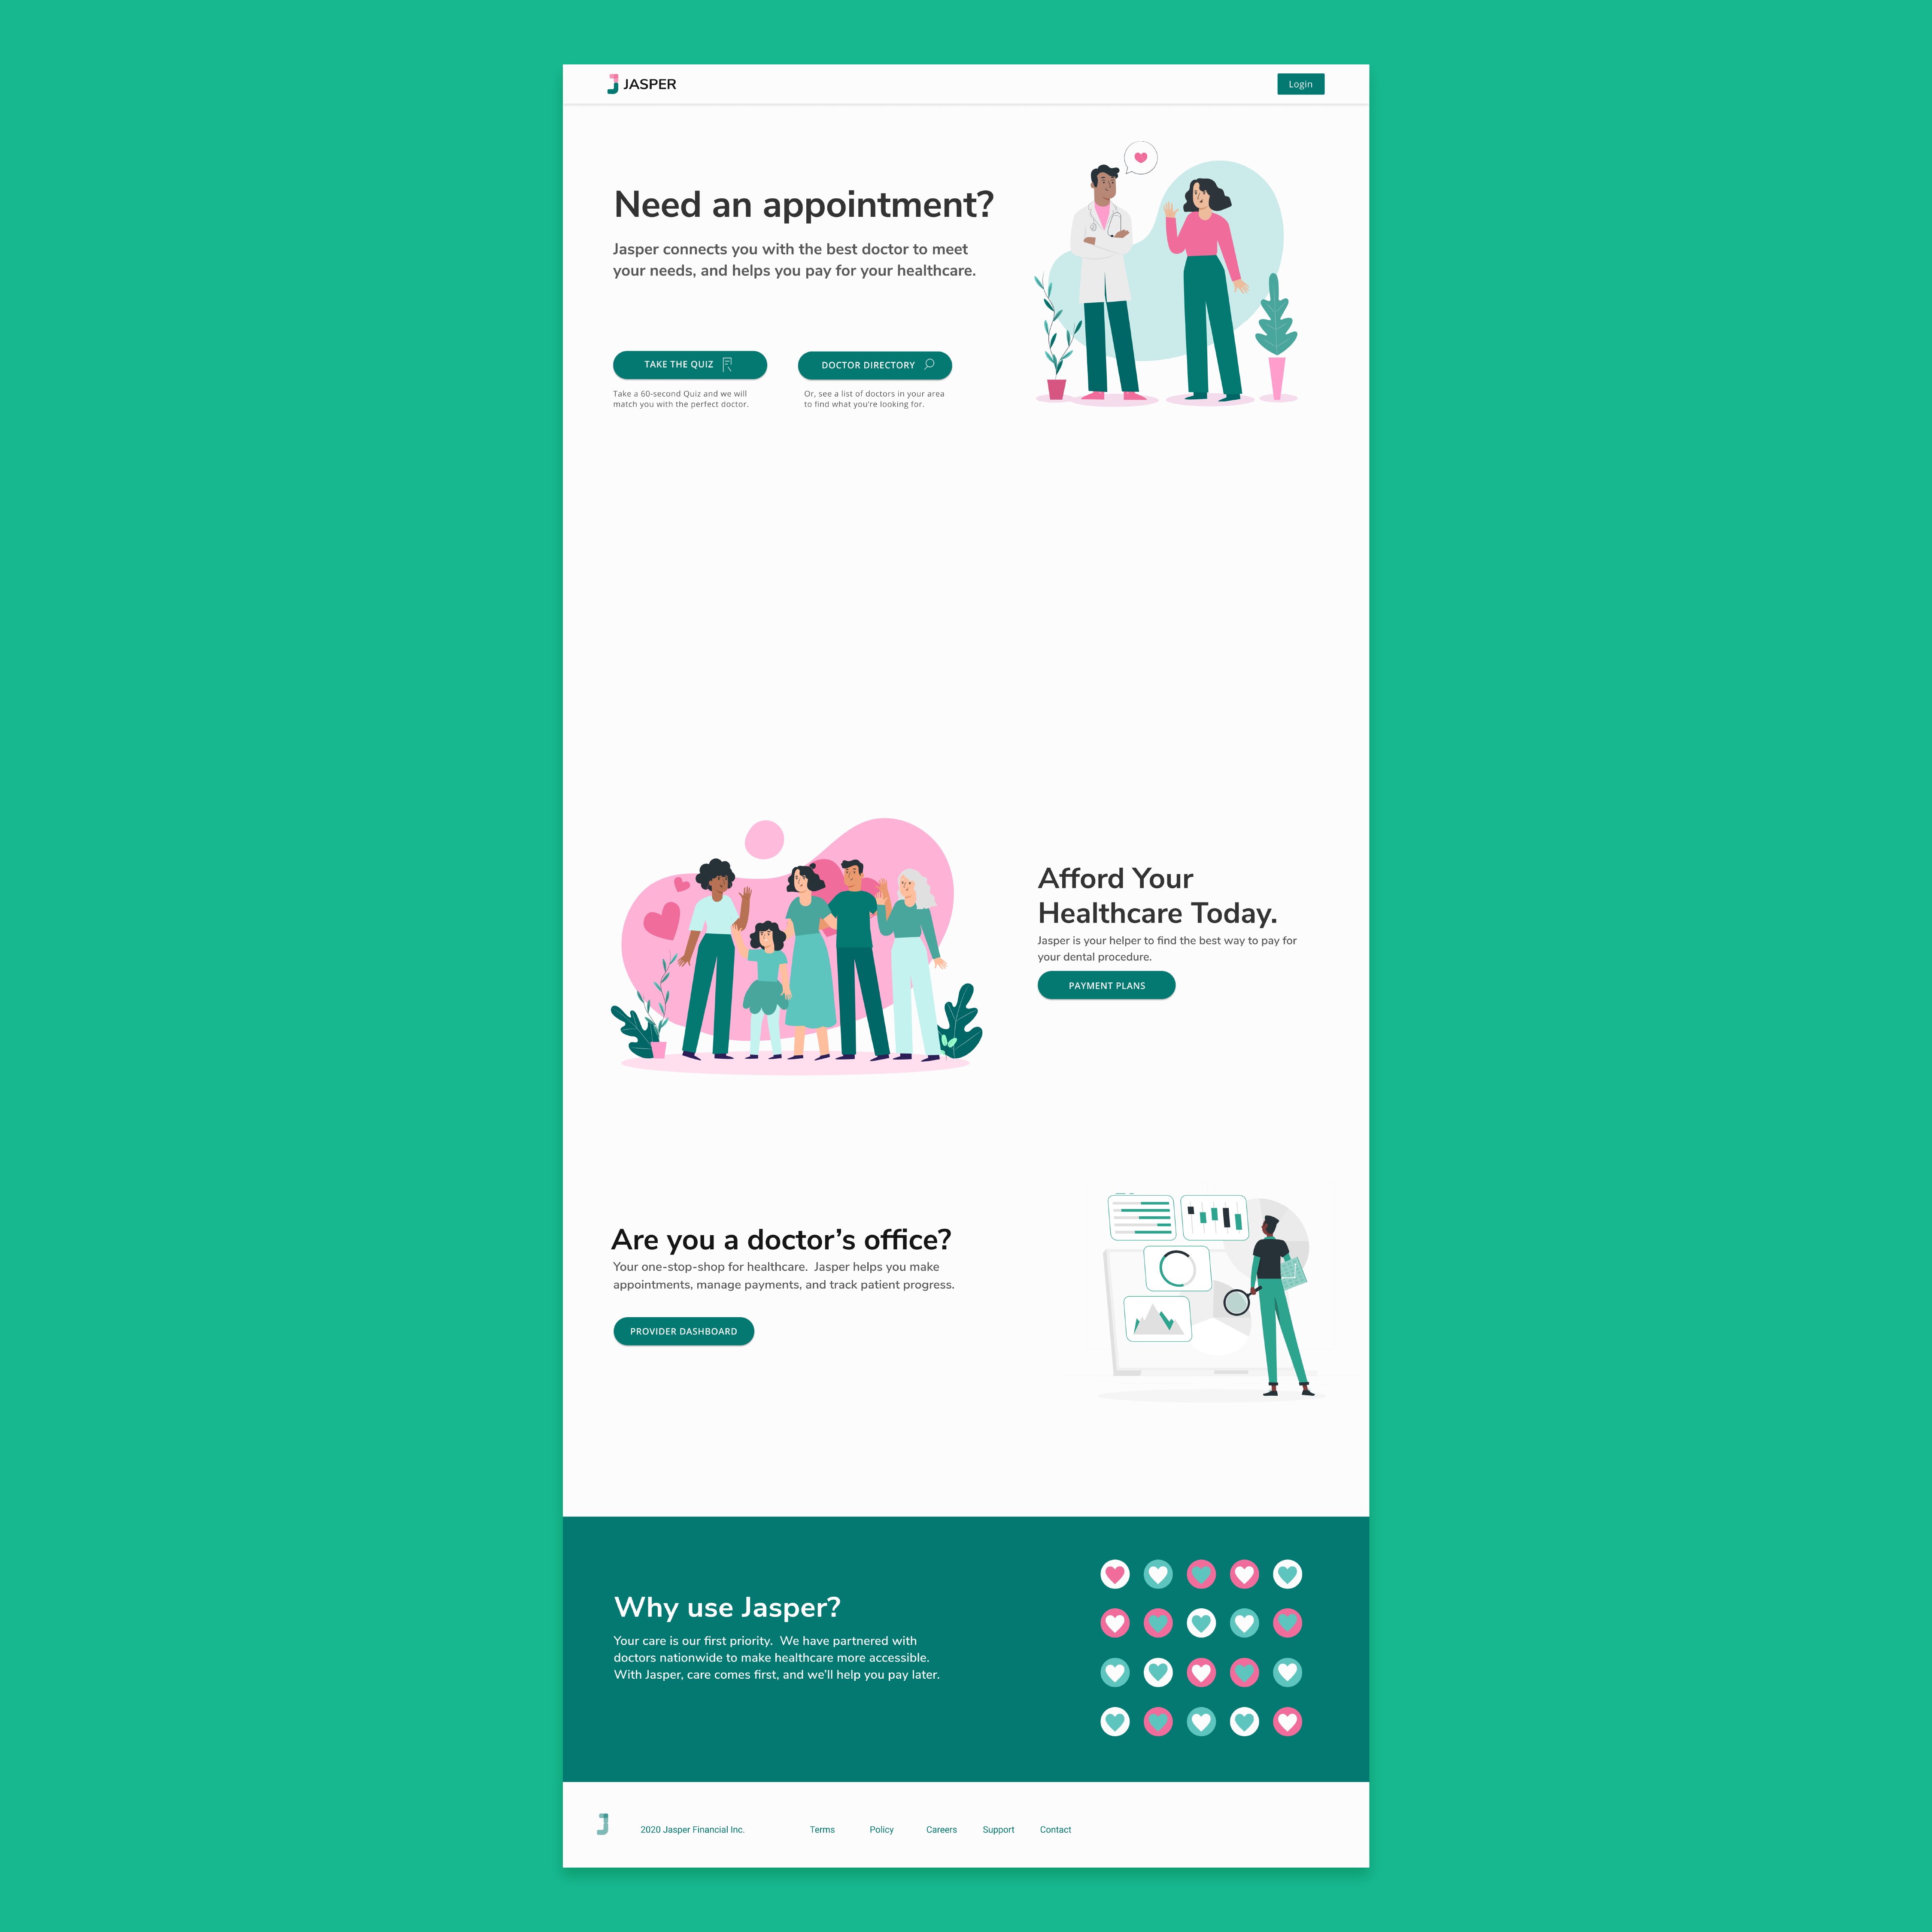 JASPER
Login
Need an appointment?
Jasper connects you with the best doctor to meet
your needs, and helps you pay for your healthcare.
TAKE THE QUIZ
DOCTOR DIRECTORY
Take a 60-second Quiz and we will
match you with the perfect doctor.
Or, see a list of doctors in your area
to find what you're looking for.
Afford Your
Healthcare Today.
Jasper is your helper to find the best way to pay for
your dental procedure.
PAYMENT PLANS
Are you a doctor’s office?
Your one-stop-shop for healthcare.  Jasper helps you make
appointments, manage payments, and track patient progress.
PROVIDER DASHBOARD
Why use Jasper?
Your care is our first priority.  We have partnered with
doctors nationwide to make healthcare more accessible.
With Jasper, care comes first, and we’ll help you pay later.
2020 Jasper Financial Inc.
Terms
Policy
Careers
Support
Contact